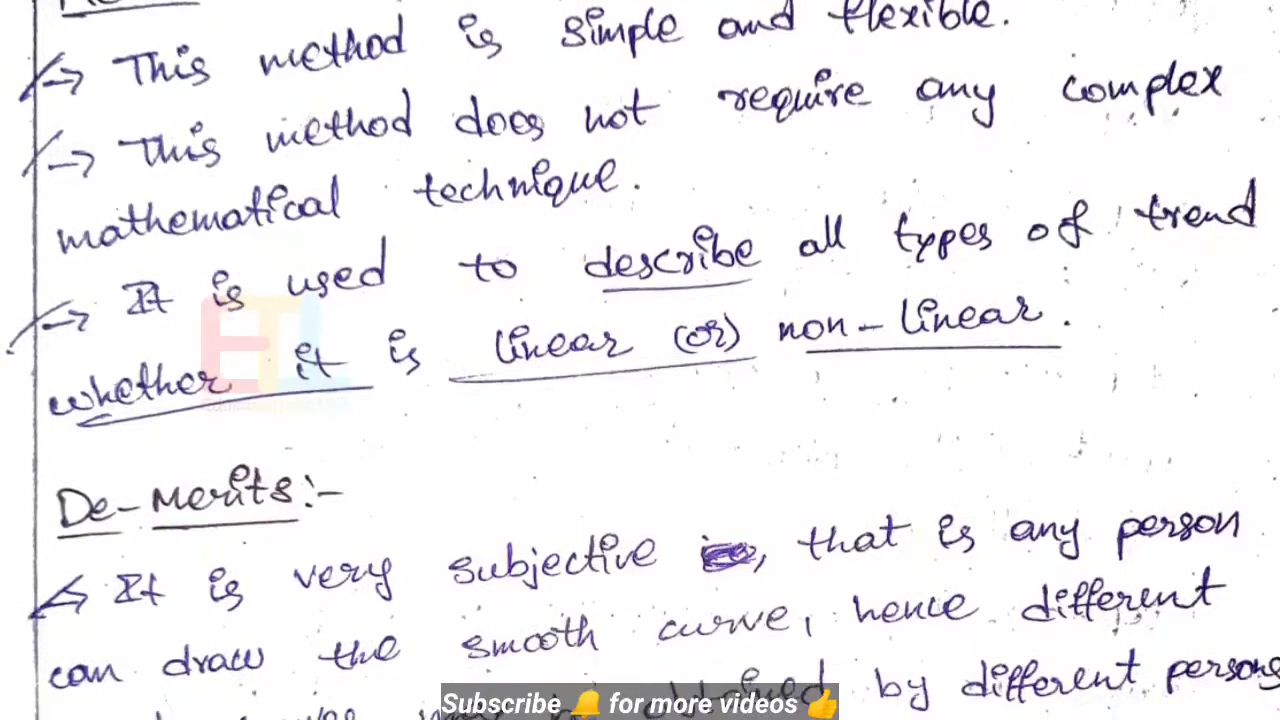 → This method is simple and flexible.
→ This method does not require any complex
mathematical technique.
→ It is used to describe all types of trend
whether it is linear (or) non-linear.
De-Merits:-
→ It is very subjective, that is any person
can draw the smooth curve, hence different
obtained by different persons
Subscribe 🔔 for more videos 👍